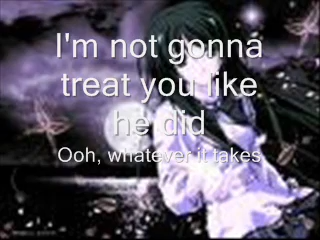 I'm not gonna
treat you like
he did
Ooh, whatever it takes